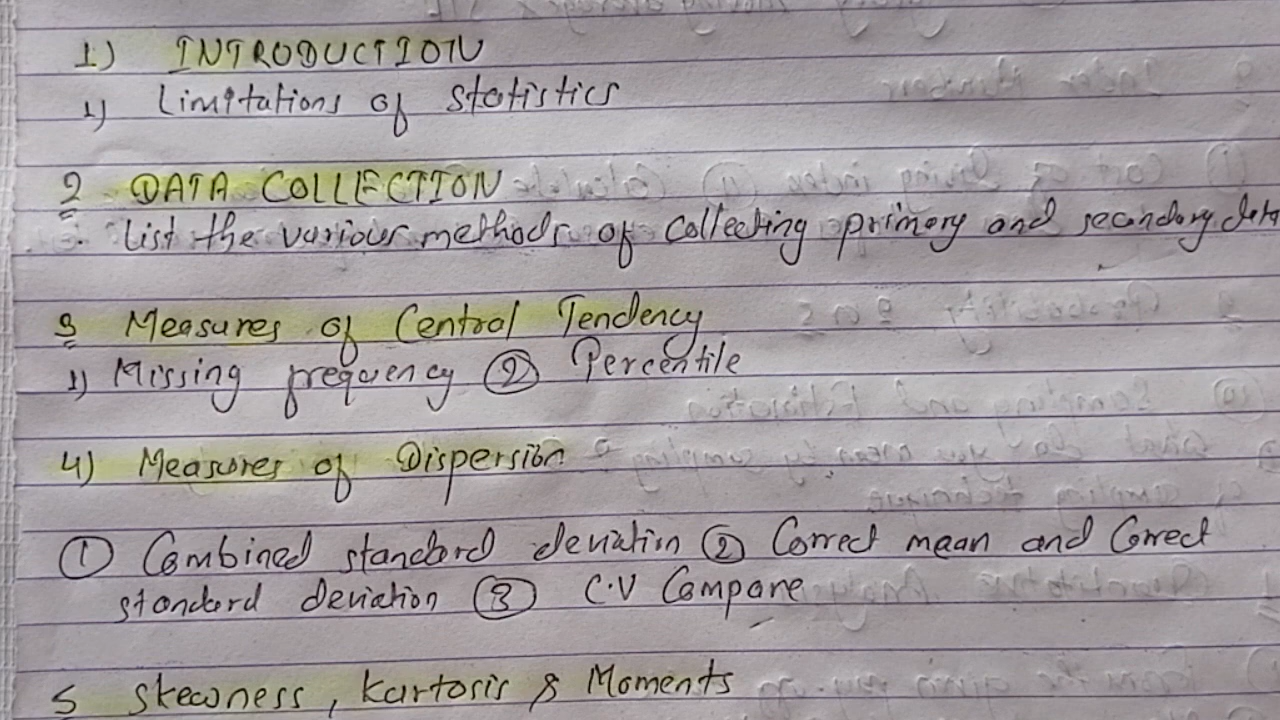 1) INTRODUCTION
1) Limitations of statistics
2 DATA COLLECTION
List the various methods of collecting primary and secondary data
3 Measures of Central Tendency
1) Missing frequency ② Percentile
4) Measures of Dispersion
① Combined standard deviation ② Correct mean and Correct
standard deviation ③ C.V Compare
5 Skewness, Kurtosis & Moments